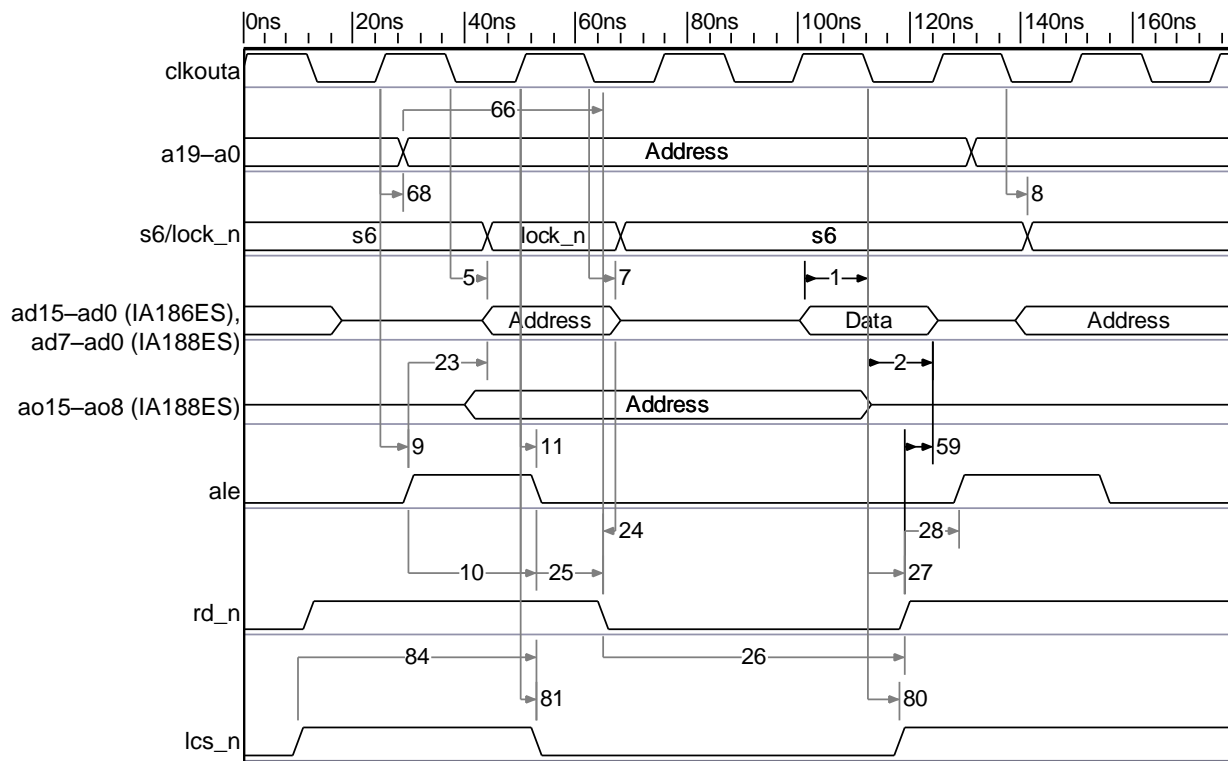 0ns 20ns 40ns 60ns 80ns 100ns 120ns 140ns 160ns
clkouta
66
a19–a0 Address
68 8
s6/lock_n s6 lock_n s6
5 7 1
ad15–ad0 (IA186ES), Address Data Address
ad7–ad0 (IA188ES)
23 2
ao15–ao8 (IA188ES) Address
9 11 59
ale
24 28
10 25 27
rd_n
84 26
81 80
lcs_n